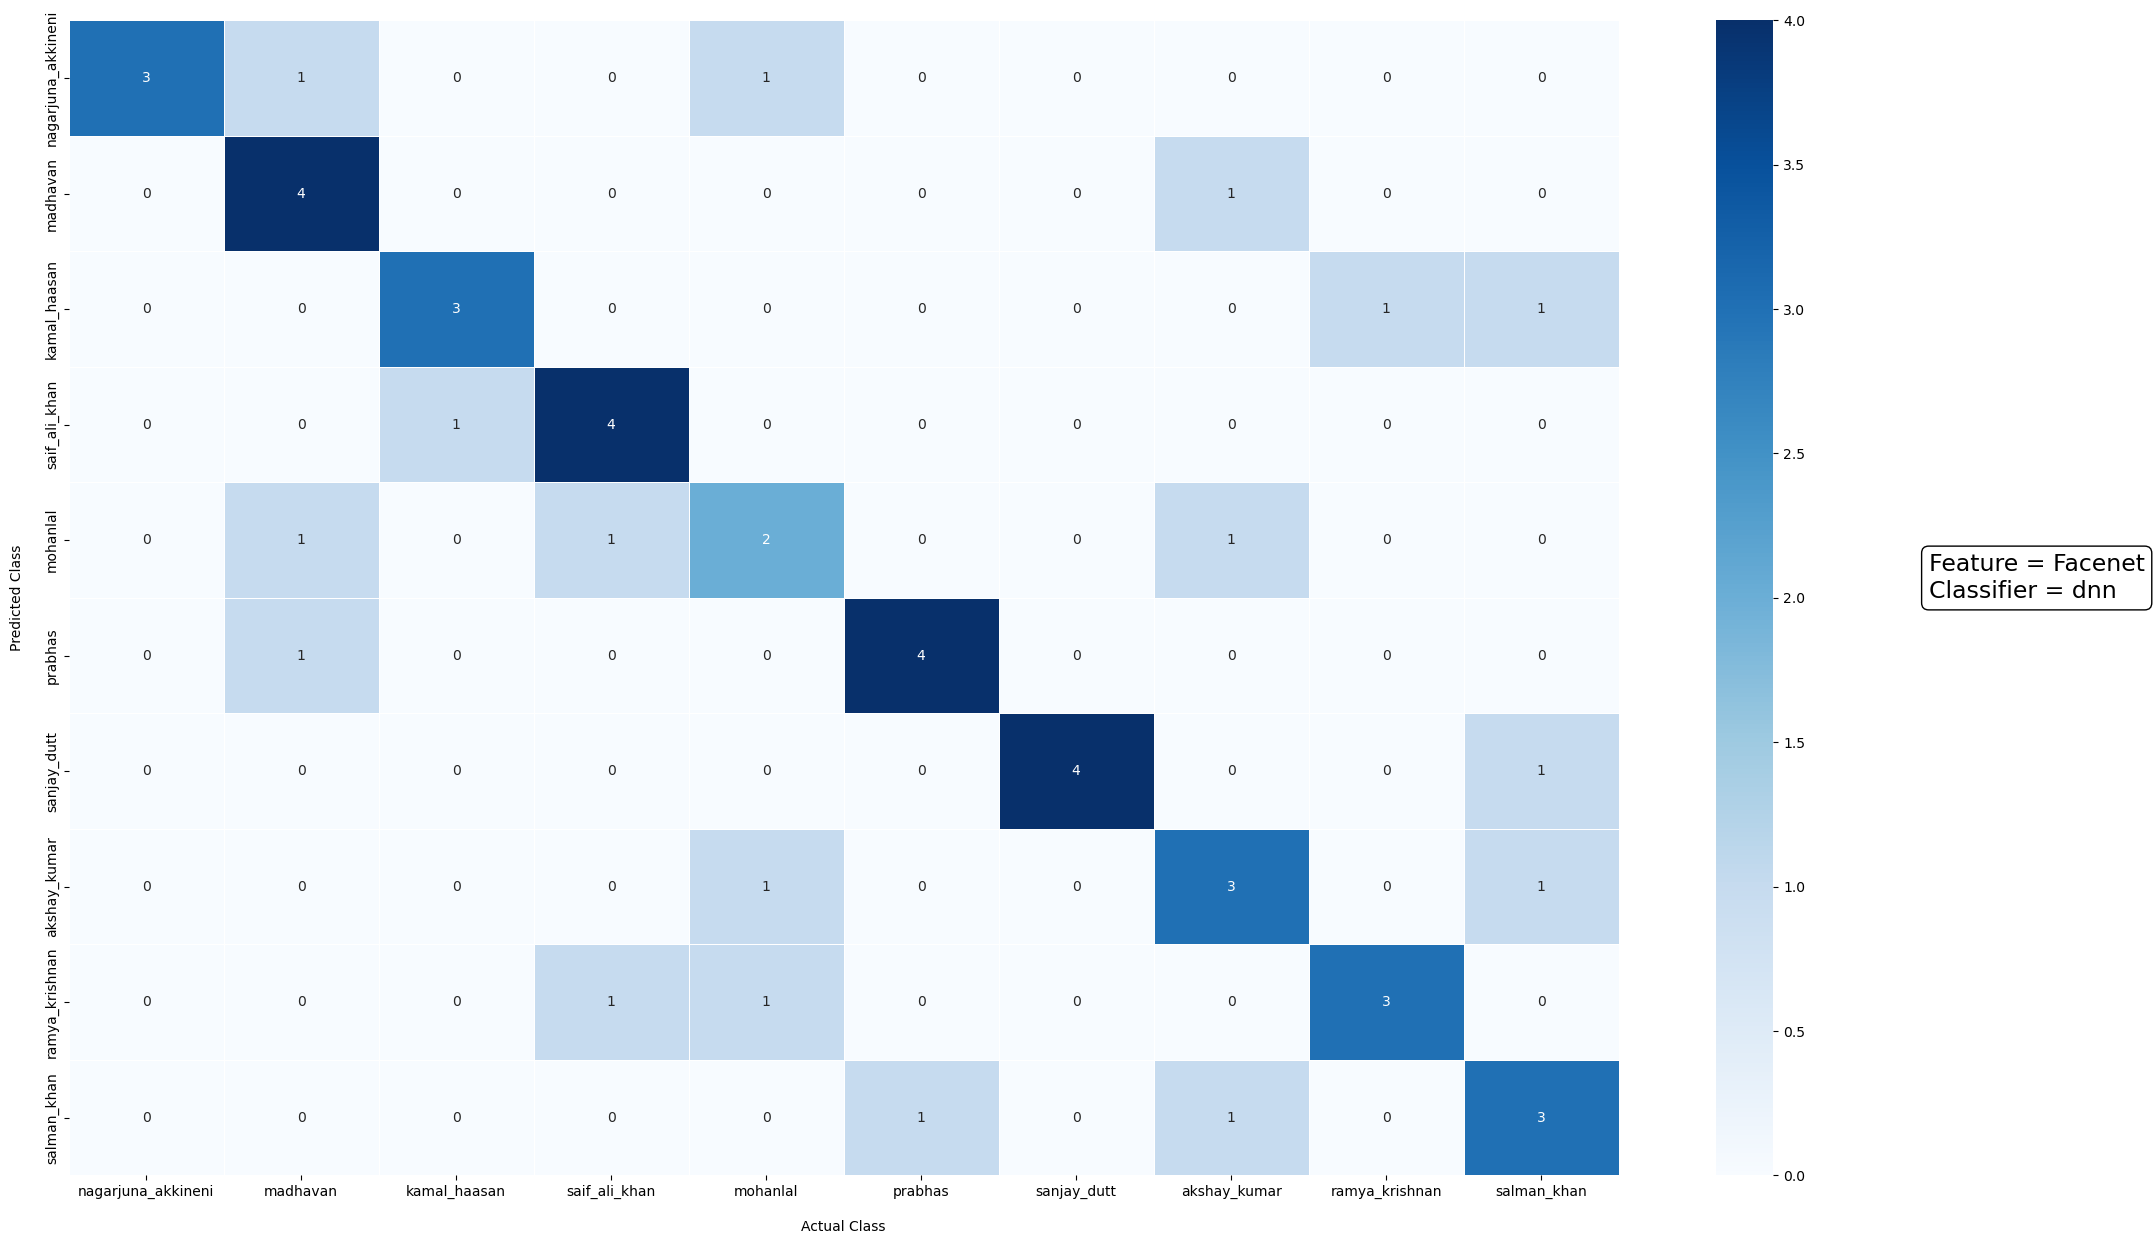 nagarjuna_akkineni 3 1 0 0 1 0 0 0 0 0
madhavan 0 4 0 0 0 0 0 1 0 0
kamal_haasan 0 0 3 0 0 0 0 0 1 1
saif_ali_khan 0 0 1 4 0 0 0 0 0 0
mohanlal 0 1 0 1 2 0 0 1 0 0
prabhas 0 1 0 0 0 4 0 0 0 0
sanjay_dutt 0 0 0 0 0 0 4 0 0 1
akshay_kumar 0 0 0 0 1 0 0 3 0 1
ramya_krishnan 0 0 0 1 1 0 0 0 3 0
salman_khan 0 0 0 0 0 1 0 1 0 3
nagarjuna_akkineni madhavan kamal_haasan saif_ali_khan mohanlal prabhas sanjay_dutt akshay_kumar ramya_krishnan salman_khan
Predicted Class
Actual Class
4.0
3.5
3.0
2.5
2.0
1.5
1.0
0.5
0.0
Feature = Facenet
Classifier = dnn